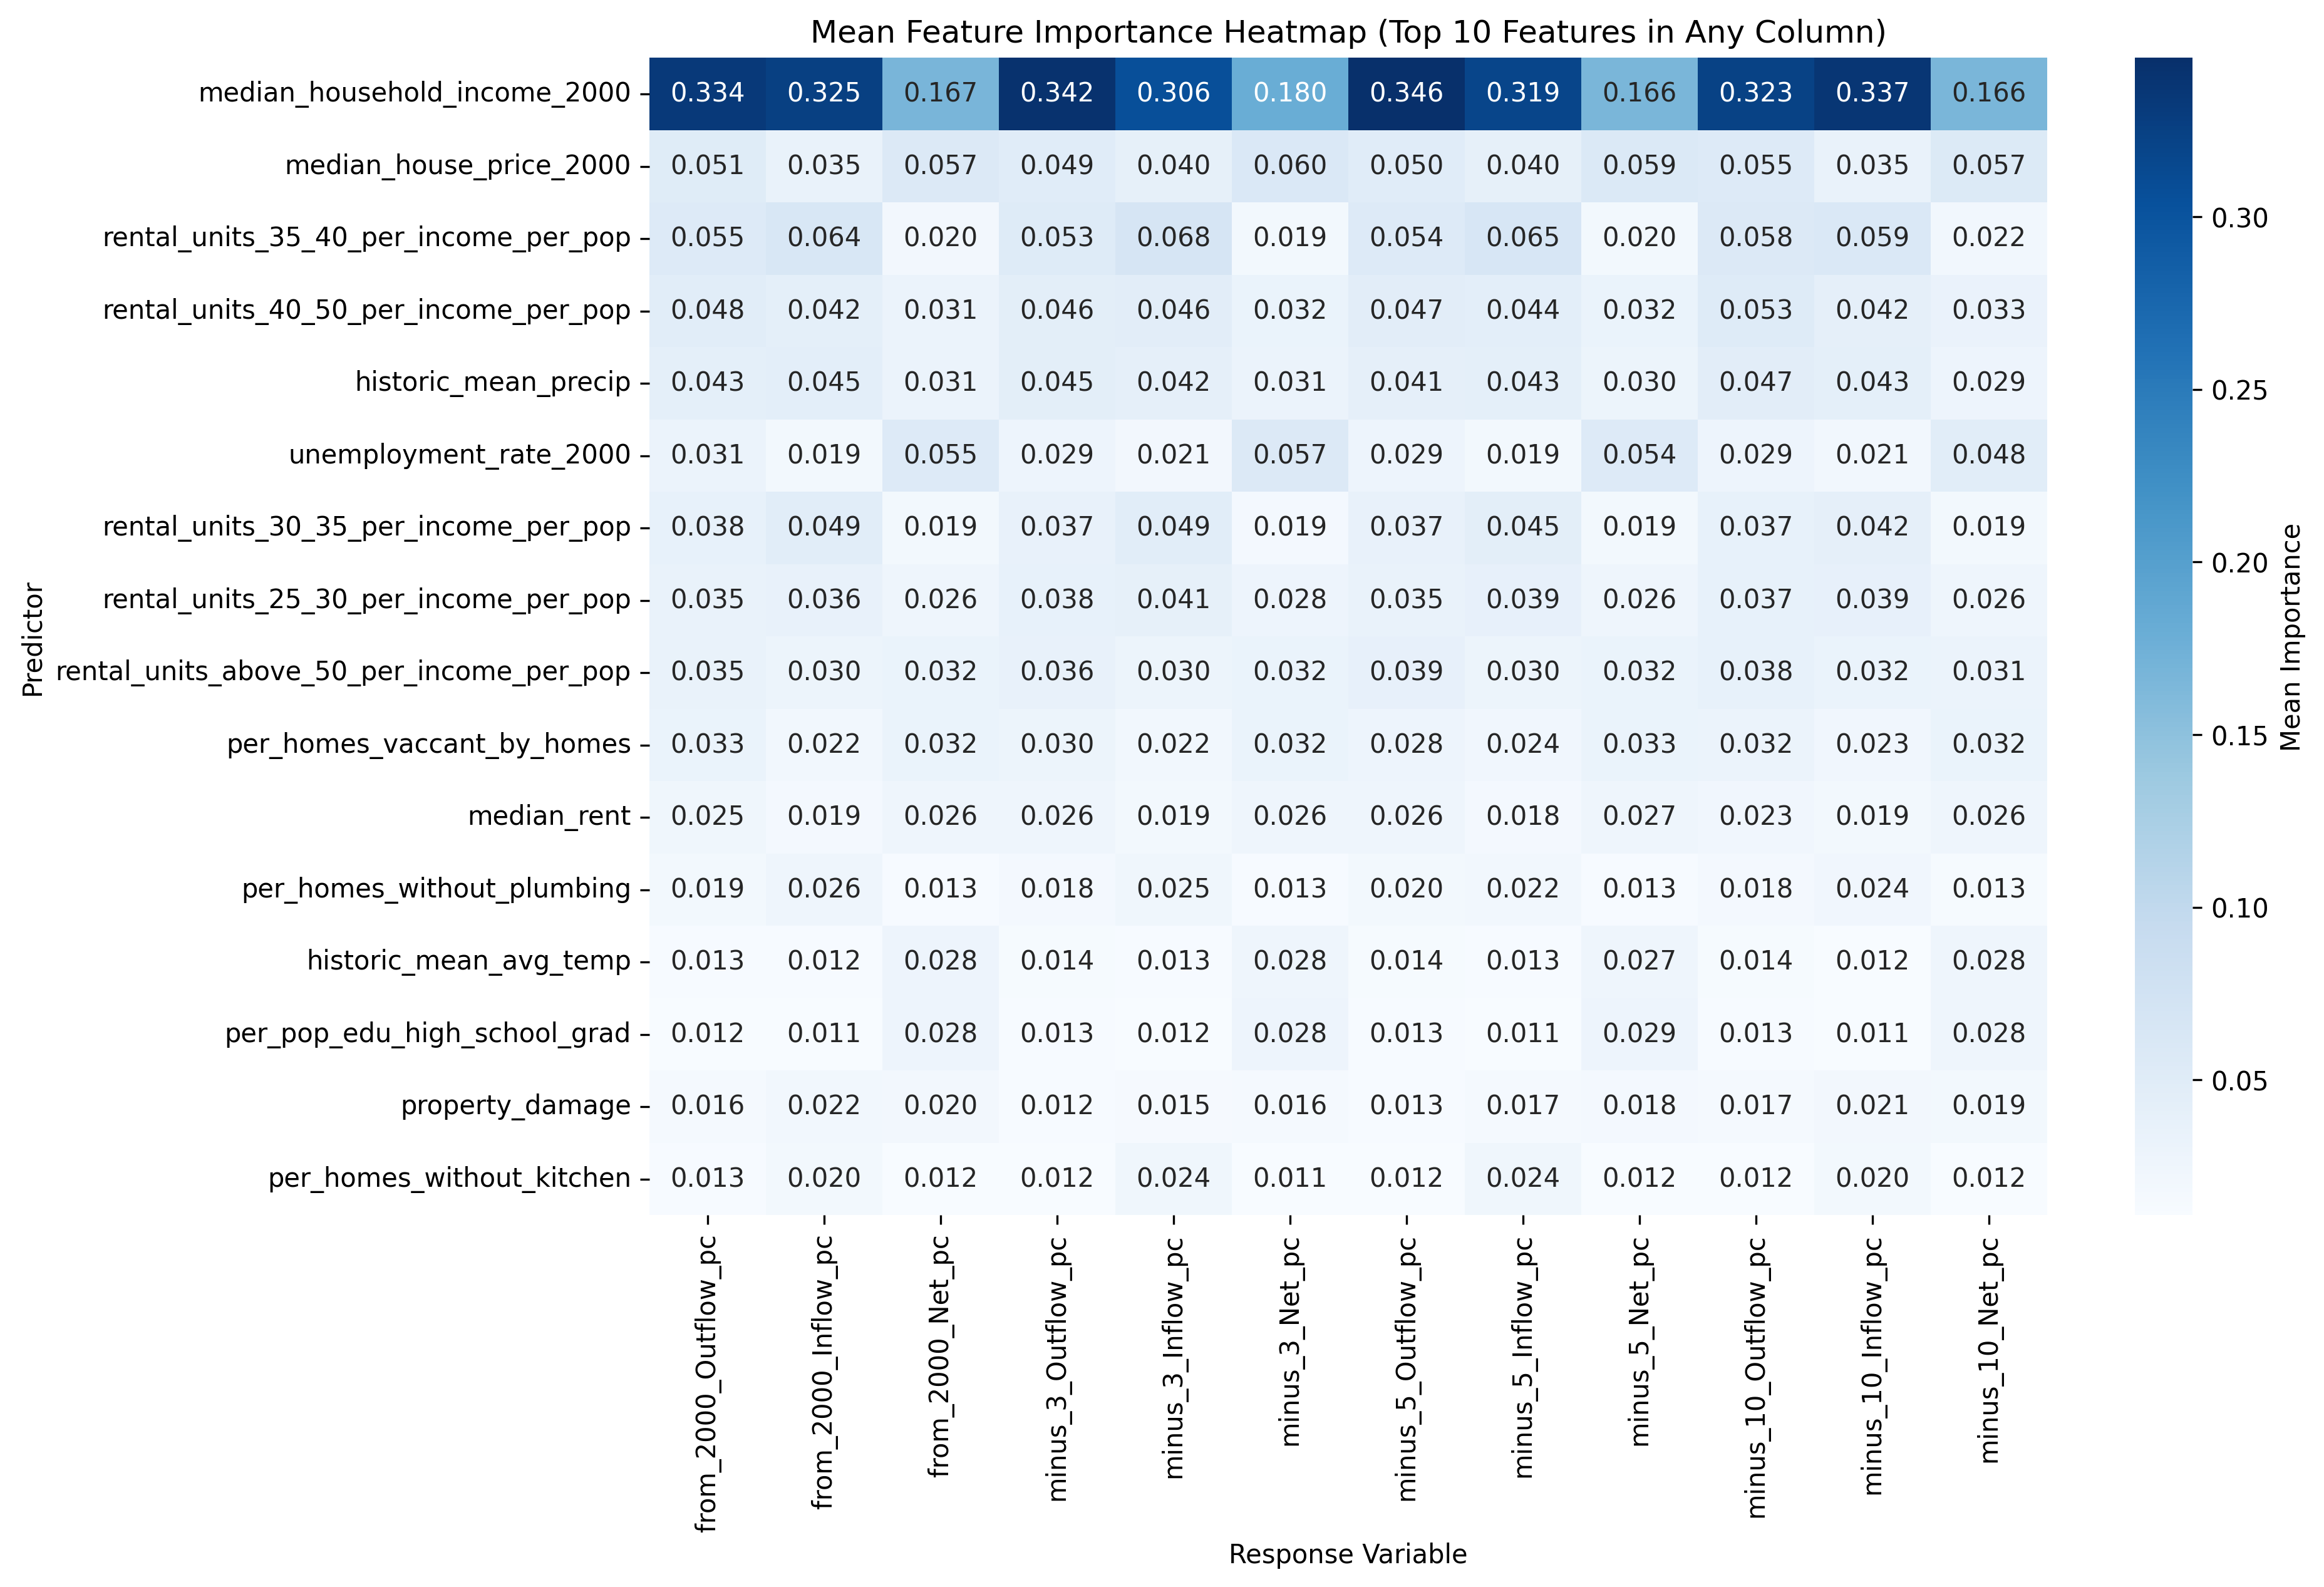 Mean Feature Importance Heatmap (Top 10 Features in Any Column)
Predictor
median_household_income_2000 0.334 0.325 0.167 0.342 0.306 0.180 0.346 0.319 0.166 0.323 0.337 0.166
median_house_price_2000 0.051 0.035 0.057 0.049 0.040 0.060 0.050 0.040 0.059 0.055 0.035 0.057
rental_units_35_40_per_income_per_pop 0.055 0.064 0.020 0.053 0.068 0.019 0.054 0.065 0.020 0.058 0.059 0.022
rental_units_40_50_per_income_per_pop 0.048 0.042 0.031 0.046 0.046 0.032 0.047 0.044 0.032 0.053 0.042 0.033
historic_mean_precip 0.043 0.045 0.031 0.045 0.042 0.031 0.041 0.043 0.030 0.047 0.043 0.029
unemployment_rate_2000 0.031 0.019 0.055 0.029 0.021 0.057 0.029 0.019 0.054 0.029 0.021 0.048
rental_units_30_35_per_income_per_pop 0.038 0.049 0.019 0.037 0.049 0.019 0.037 0.045 0.019 0.037 0.042 0.019
rental_units_25_30_per_income_per_pop 0.035 0.036 0.026 0.038 0.041 0.028 0.035 0.039 0.026 0.037 0.039 0.026
rental_units_above_50_per_income_per_pop 0.035 0.030 0.032 0.036 0.030 0.032 0.039 0.030 0.032 0.038 0.032 0.031
per_homes_vaccant_by_homes 0.033 0.022 0.032 0.030 0.022 0.032 0.028 0.024 0.033 0.032 0.023 0.032
median_rent 0.025 0.019 0.026 0.026 0.019 0.026 0.026 0.018 0.027 0.023 0.019 0.026
per_homes_without_plumbing 0.019 0.026 0.013 0.018 0.025 0.013 0.020 0.022 0.013 0.018 0.024 0.013
historic_mean_avg_temp 0.013 0.012 0.028 0.014 0.013 0.028 0.014 0.013 0.027 0.014 0.012 0.028
per_pop_edu_high_school_grad 0.012 0.011 0.028 0.013 0.012 0.028 0.013 0.011 0.029 0.013 0.011 0.028
property_damage 0.016 0.022 0.020 0.012 0.015 0.016 0.013 0.017 0.018 0.017 0.021 0.019
per_homes_without_kitchen 0.013 0.020 0.012 0.012 0.024 0.011 0.012 0.024 0.012 0.012 0.020 0.012
from_2000_Outflow_pc
from_2000_Inflow_pc
from_2000_Net_pc
minus_3_Outflow_pc
minus_3_Inflow_pc
minus_3_Net_pc
minus_5_Outflow_pc
minus_5_Inflow_pc
minus_5_Net_pc
minus_10_Outflow_pc
minus_10_Inflow_pc
minus_10_Net_pc
Response Variable
0.30
0.25
0.20
0.15
0.10
0.05
Mean Importance